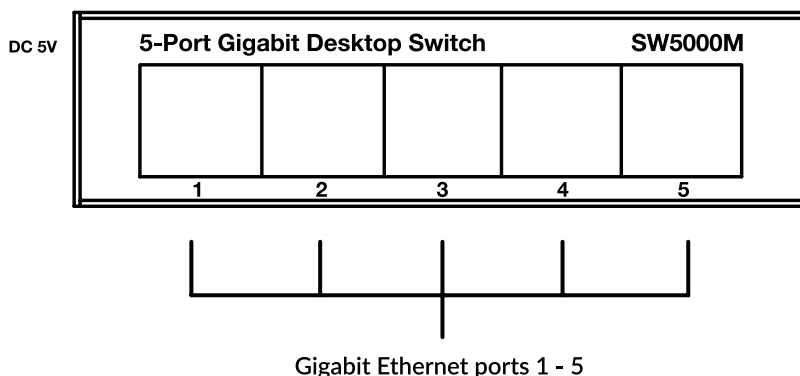 5-Port Gigabit Desktop Switch SW5000M
DC 5V
1 2 3 4 5
Gigabit Ethernet ports 1 - 5